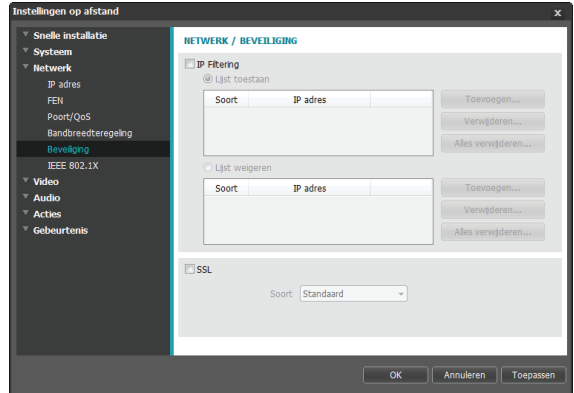 Instellingen op afstand x
Snelle installatie
Systeem
Netwerk
IP adres
FEN
Poort/QoS
Bandbreedteregeling
Beveiliging
IEEE 802.1X
Video
Audio
Acties
Gebeurtenis
NETWERK / BEVEILIGING
IP Filtering
Lijst toestaan
Soort IP adres
Toevoegen...
Verwijderen...
Alles verwijderen...
Lijst weigeren
Soort IP adres
Toevoegen...
Verwijderen...
Alles verwijderen...
SSL
Soort Standaard
OK Annuleren Toepassen